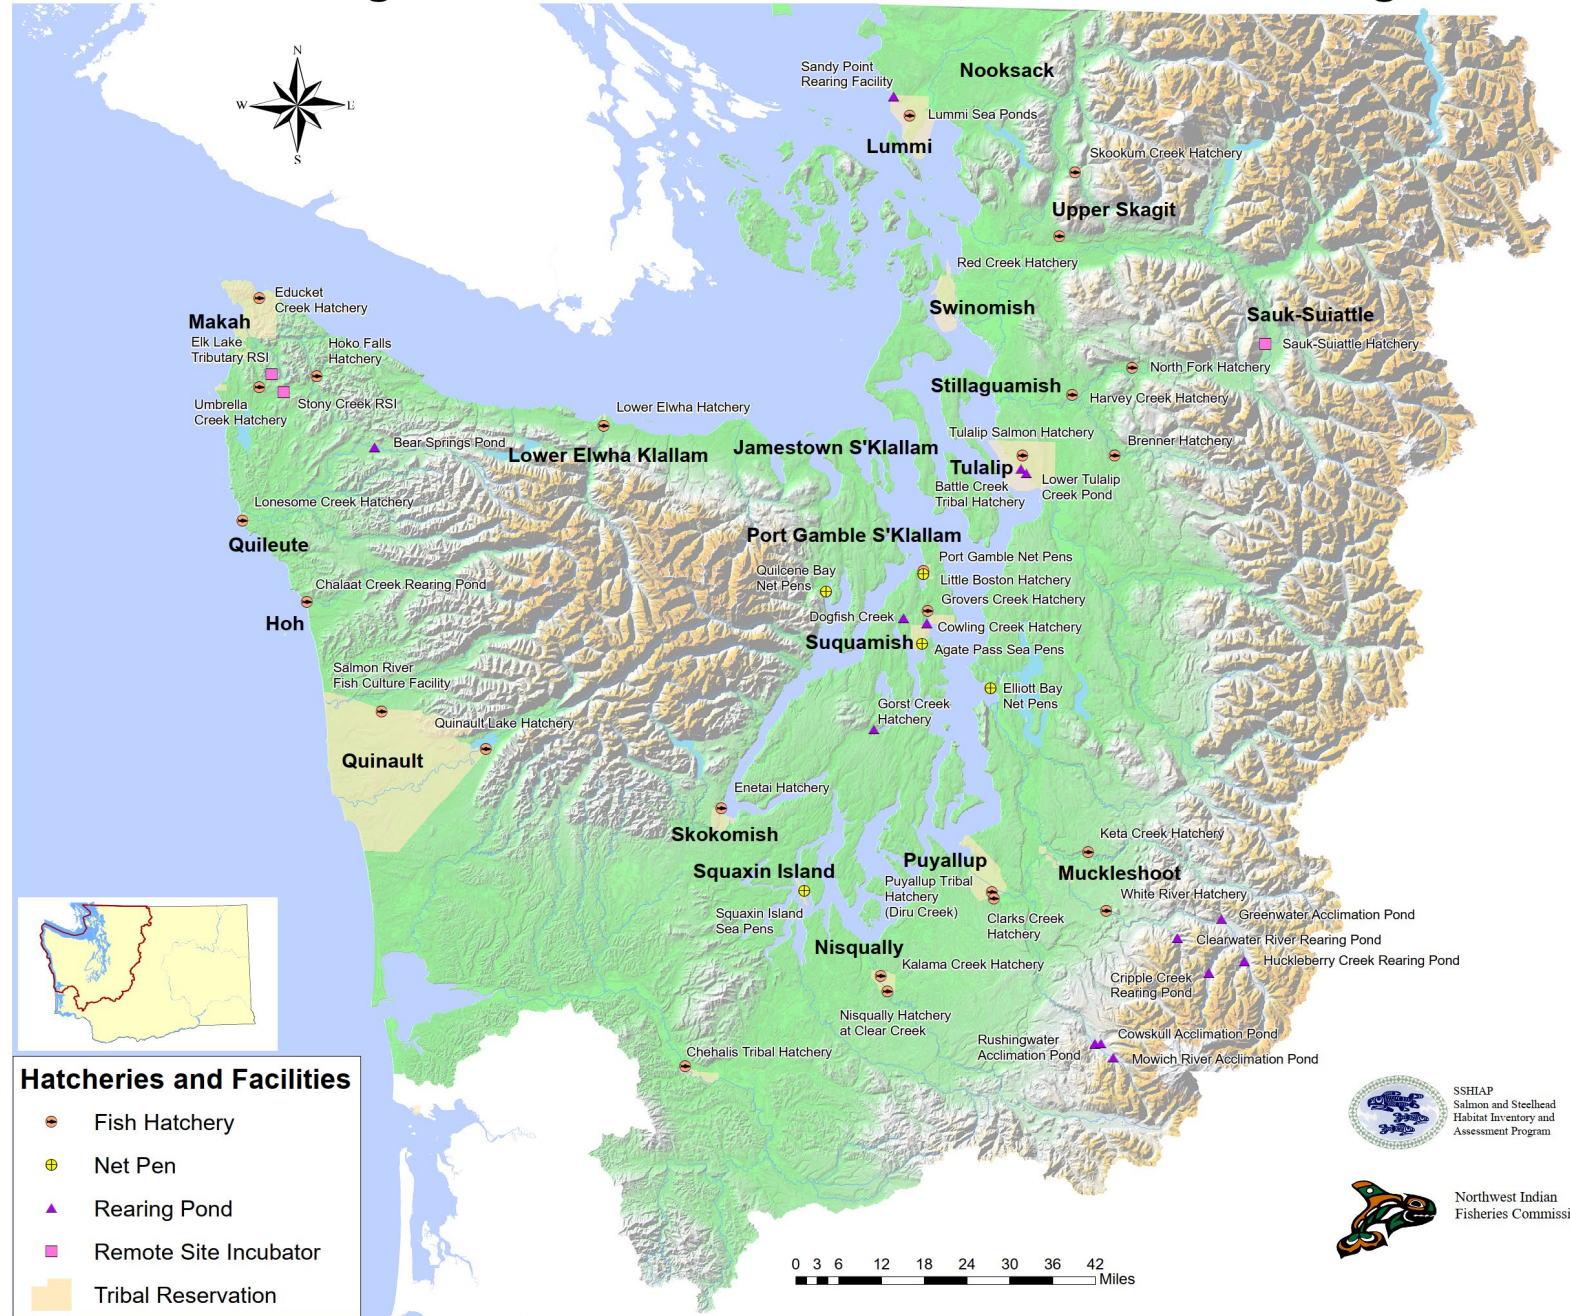 N
W
E
S
Sandy Point
Rearing Facility
Nooksack
Lummi Sea Ponds
Lummi
Skookum Creek Hatchery
Upper Skagit
Red Creek Hatchery
Swinomish
Sauk-Suiattle
Sauk-Suiattle Hatchery
Educket
Creek Hatchery
Makah
Elk Lake
Tributary RSI
Hoko Falls
Hatchery
Umbrella
Creek Hatchery
Stony Creek RSI
North Fork Hatchery
Stillaguamish
Harvey Creek Hatchery
Lower Elwha Hatchery
Bear Springs Pond
Lower Elwha Klallam
Jamestown S'Klallam
Tulalip Salmon Hatchery
Brenner Hatchery
Tulalip
Battle Creek
Tribal Hatchery
Lower Tulalip
Creek Pond
Lonesome Creek Hatchery
Quileute
Port Gamble S'Klallam
Port Gamble Net Pens
Quilcene Bay
Net Pens
Little Boston Hatchery
Chalaat Creek Rearing Pond
Grovers Creek Hatchery
Hoh
Dogfish Creek
Cowling Creek Hatchery
Suquamish
Agate Pass Sea Pens
Salmon River
Fish Culture Facility
Elliott Bay
Net Pens
Gorst Creek
Hatchery
Quinault Lake Hatchery
Quinault
Enetai Hatchery
Skokomish
Keta Creek Hatchery
Puyallup
Muckleshoot
Squaxin Island
Puyallup Tribal
Hatchery
(Diru Creek)
White River Hatchery
Squaxin Island
Sea Pens
Clarks Creek
Hatchery
Greenwater Acclimation Pond
Clearwater River Rearing Pond
Nisqually
Kalama Creek Hatchery
Huckleberry Creek Rearing Pond
Cripple Creek
Rearing Pond
Nisqually Hatchery
at Clear Creek
Rushingwater
Acclimation Pond
Cowskull Acclimation Pond
Mowich River Acclimation Pond
Chehalis Tribal Hatchery
Hatcheries and Facilities
Fish Hatchery
Net Pen
Rearing Pond
Remote Site Incubator
Tribal Reservation
SSHIAP
Salmon and Steelhead
Habitat Inventory and
Assessment Program
Northwest Indian
Fisheries Commissi
0 3 6 12 18 24 30 36 42
Miles